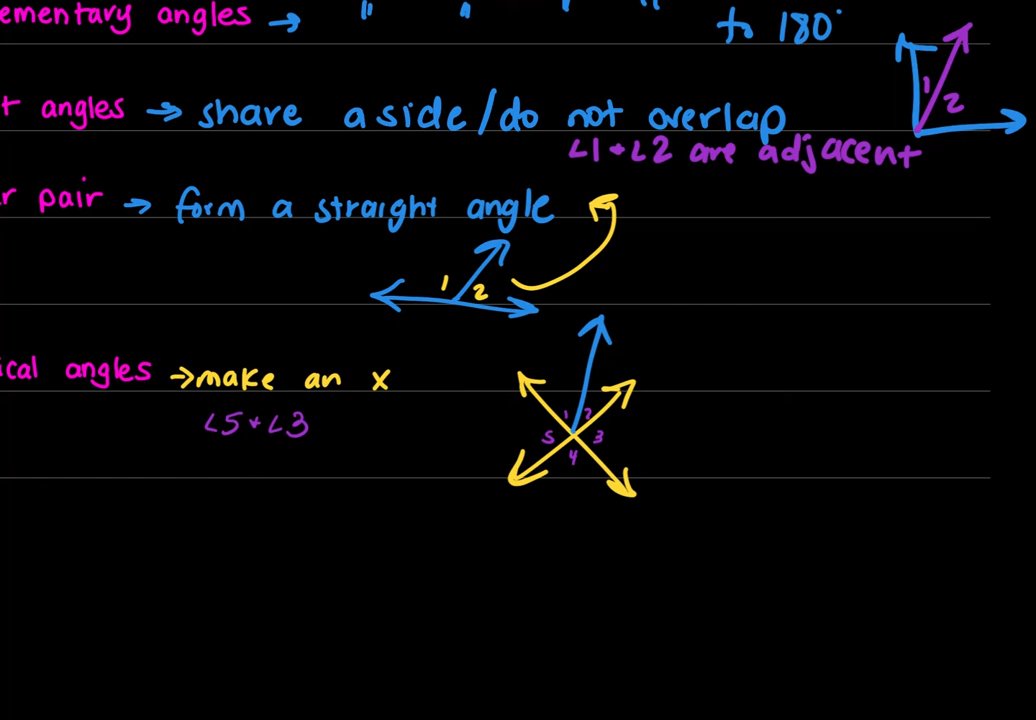 ementary angles → to 180°
t angles → share a side/do not overlap
1 2
∠1 + ∠2 are adjacent
r pair → form a straight angle
1 2
ical angles → make an x
∠5 + ∠3
1 2
5 3
4